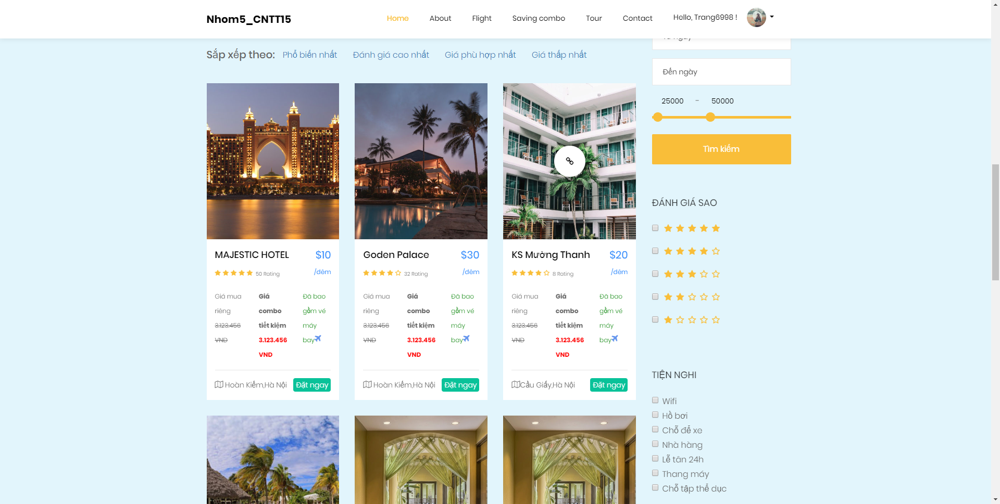 Nhom5_CNTT15
Home About Flight Saving combo Tour Contact Hello, Trang6998 !
Sắp xếp theo: Phổ biến nhất Đánh giá cao nhất Giá phù hợp nhất Giá thấp nhất
Đến ngày
25000 - 50000
Tìm kiếm
MAJESTIC HOTEL $10
50 Rating /đêm
Giá mua
riêng
3.123.456
VND
Giá
combo
tiết kiệm
3.123.456
VND
Đã bao
gồm vé
máy
bay
Hoàn Kiếm,Hà Nội Đặt ngay
Goden Palace $30
32 Rating /đêm
Giá mua
riêng
3.123.456
VND
Giá
combo
tiết kiệm
3.123.456
VND
Đã bao
gồm vé
máy
bay
Hoàn Kiếm,Hà Nội Đặt ngay
KS Mường Thanh $20
8 Rating /đêm
Giá mua
riêng
3.123.456
VND
Giá
combo
tiết kiệm
3.123.456
VND
Đã bao
gồm vé
máy
bay
Cầu Giấy,Hà Nội Đặt ngay
ĐÁNH GIÁ SAO
TIỆN NGHI
Wifi
Hồ bơi
Chỗ để xe
Nhà hàng
Lễ tân 24h
Thang máy
Chỗ tập thể dục